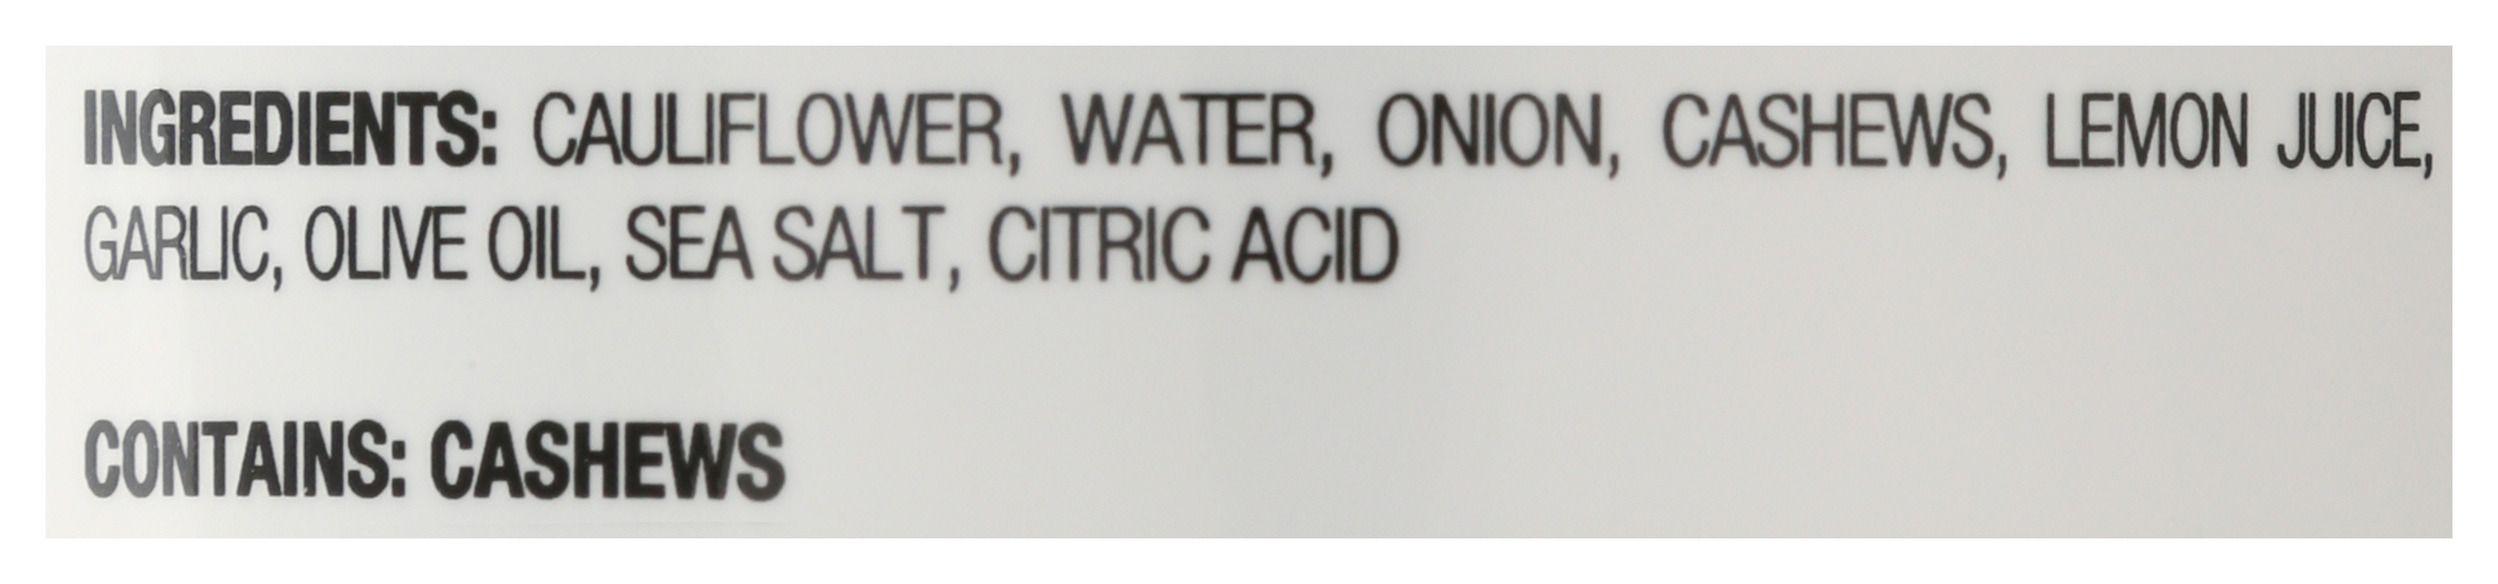 INGREDIENTS: CAULIFLOWER, WATER, ONION, CASHEWS, LEMON JUICE,
GARLIC, OLIVE OIL, SEA SALT, CITRIC ACID
CONTAINS: CASHEWS